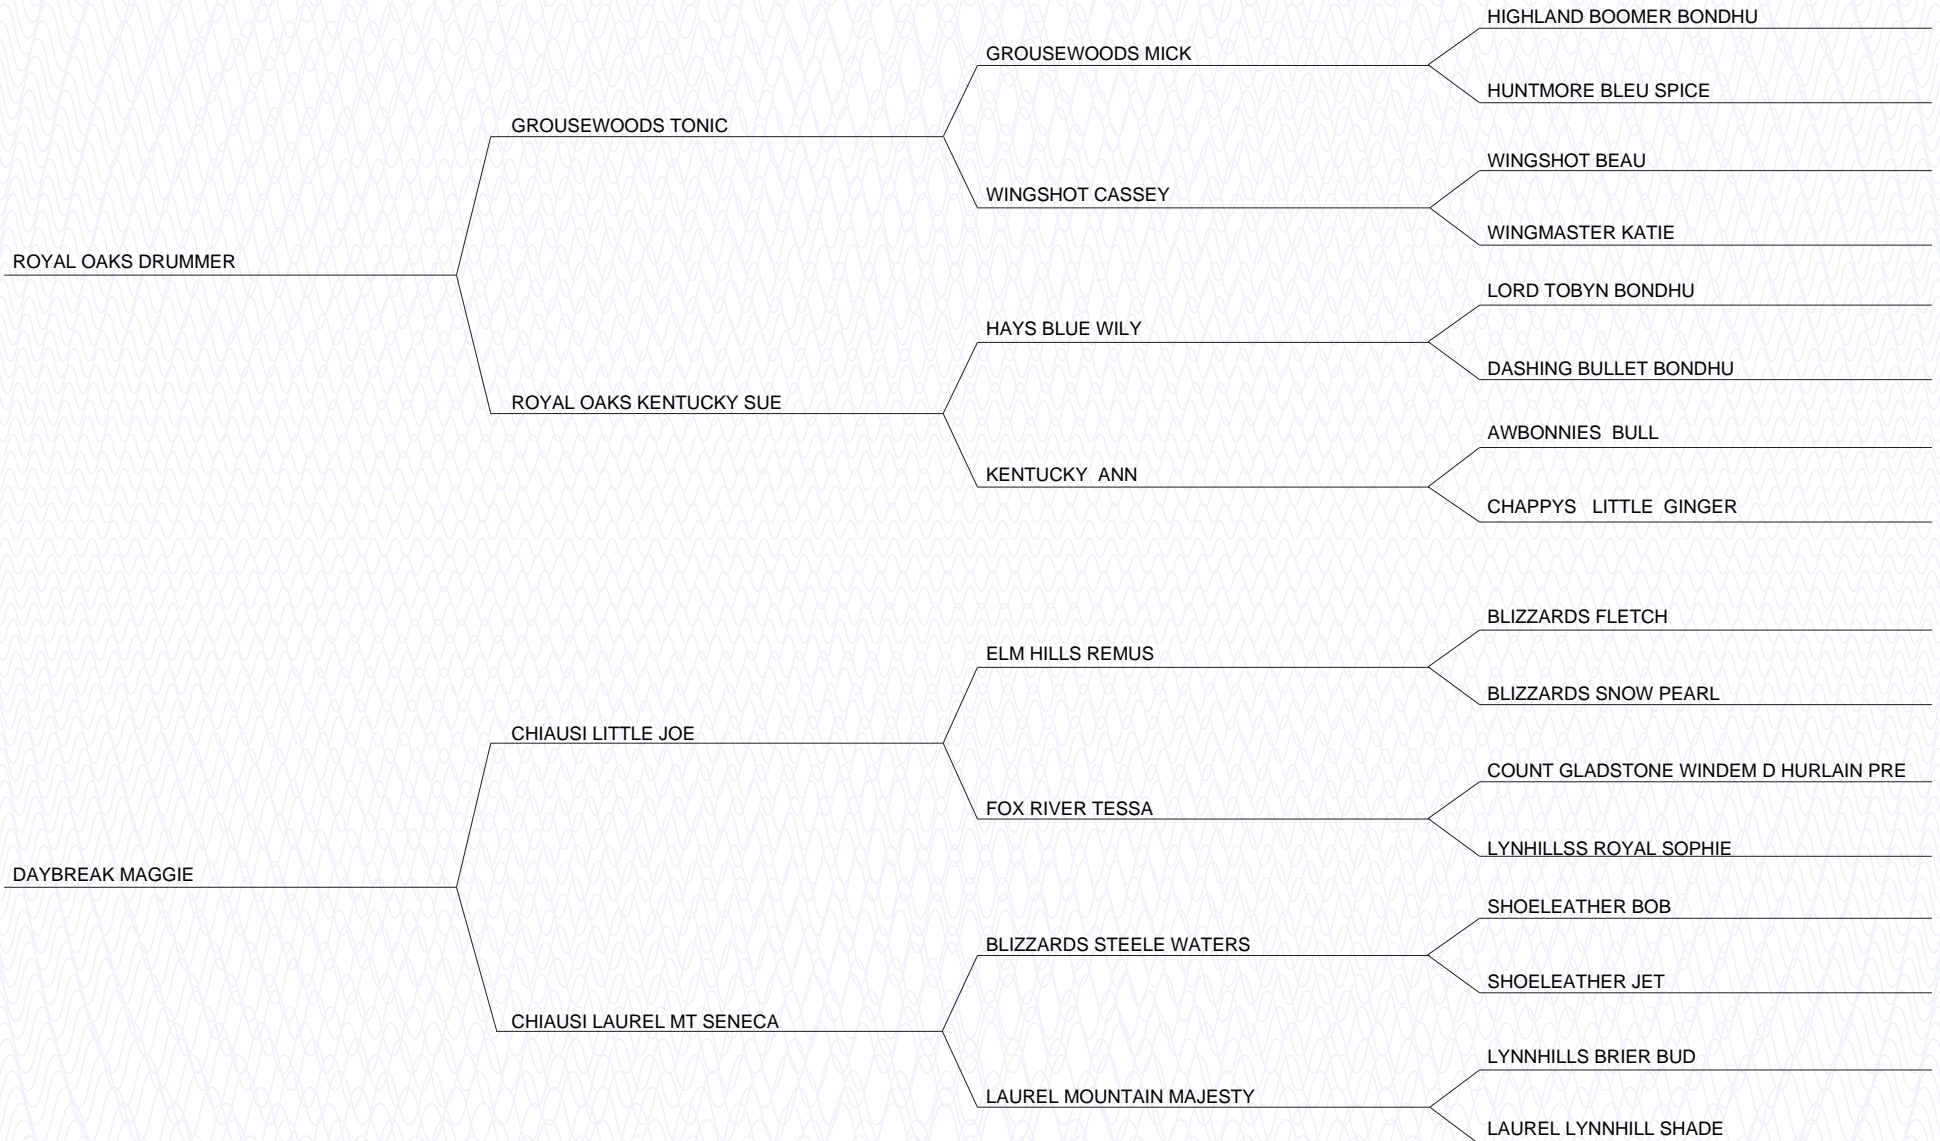 HIGHLAND BOOMER BONDHU
GROUSEWOODS MICK
HUNTMORE BLEU SPICE
GROUSEWOODS TONIC
WINGSHOT BEAU
WINGSHOT CASSEY
WINGMASTER KATIE
ROYAL OAKS DRUMMER
LORD TOBYN BONDHU
HAYS BLUE WILY
DASHING BULLET BONDHU
ROYAL OAKS KENTUCKY SUE
AWBONNIES  BULL
KENTUCKY  ANN
CHAPPYS   LITTLE  GINGER
BLIZZARDS FLETCH
ELM HILLS REMUS
BLIZZARDS SNOW PEARL
CHIAUSI LITTLE JOE
COUNT GLADSTONE WINDEM D HURLAIN PRE
FOX RIVER TESSA
LYNHILLSS ROYAL SOPHIE
DAYBREAK MAGGIE
SHOELEATHER BOB
BLIZZARDS STEELE WATERS
SHOELEATHER JET
CHIAUSI LAUREL MT SENECA
LYNNHILLS BRIER BUD
LAUREL MOUNTAIN MAJESTY
LAUREL LYNNHILL SHADE